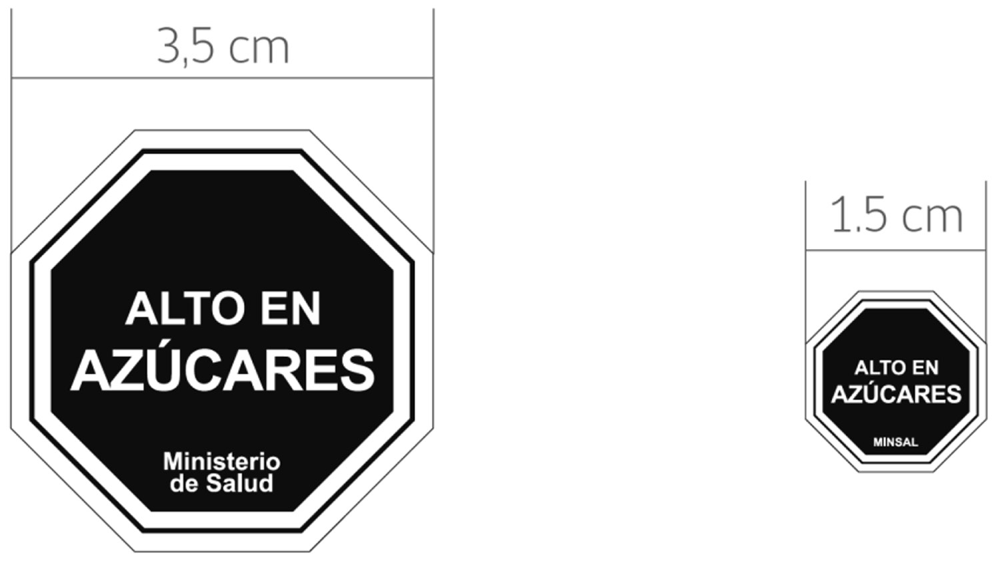 3,5 cm
ALTO EN
AZÚCARES
Ministerio
de Salud
1.5 cm
ALTO EN
AZÚCARES
MINSAL